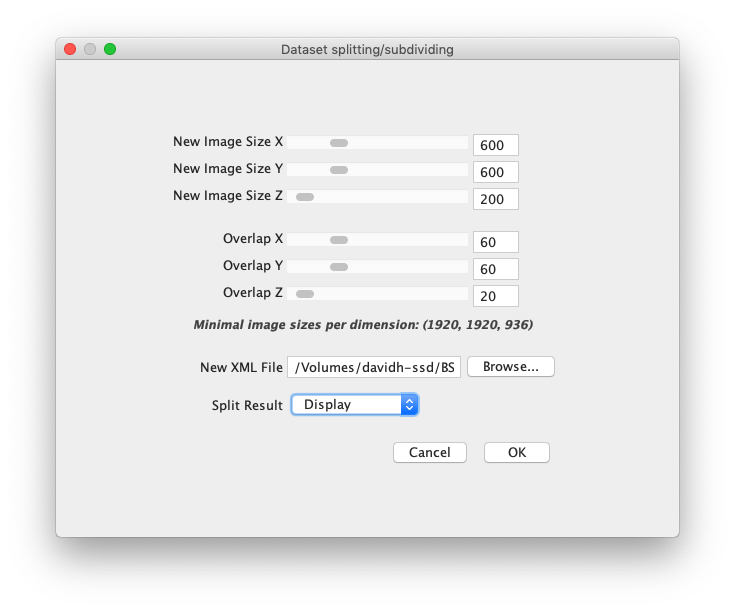 Dataset splitting/subdividing
New Image Size X 600
New Image Size Y 600
New Image Size Z 200
Overlap X 60
Overlap Y 60
Overlap Z 20
Minimal image sizes per dimension: (1920, 1920, 936)
New XML File /Volumes/davidh-ssd/BS Browse...
Split Result Display
Cancel OK